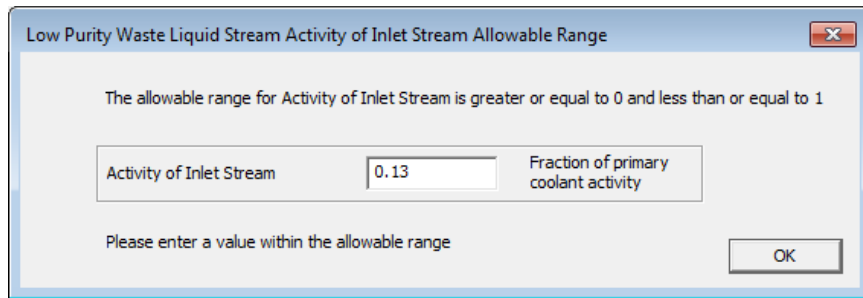 Low Purity Waste Liquid Stream Activity of Inlet Stream Allowable Range
The allowable range for Activity of Inlet Stream is greater or equal to 0 and less than or equal to 1
Activity of Inlet Stream 0.13 Fraction of primary
coolant activity
Please enter a value within the allowable range
OK